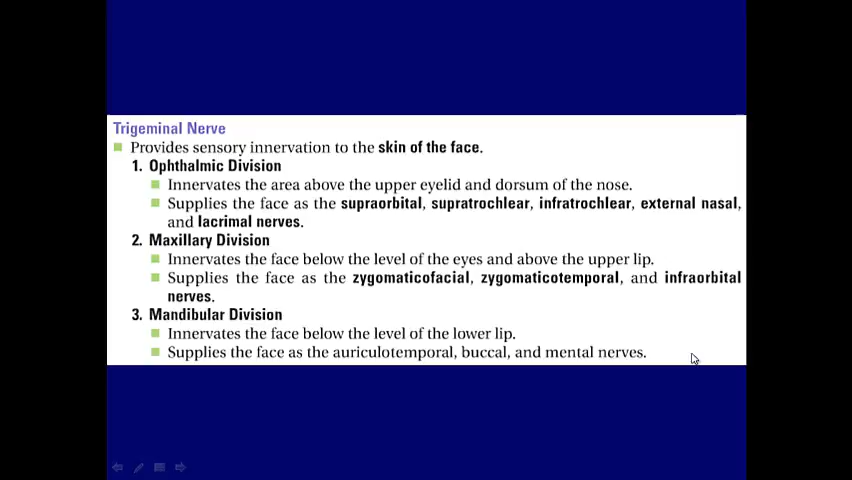 Trigeminal Nerve
Provides sensory innervation to the skin of the face.
1. Ophthalmic Division
Innervates the area above the upper eyelid and dorsum of the nose.
Supplies the face as the supraorbital, supratrochlear, infratrochlear, external nasal,
and lacrimal nerves.
2. Maxillary Division
Innervates the face below the level of the eyes and above the upper lip.
Supplies the face as the zygomaticofacial, zygomaticotemporal, and infraorbital
nerves.
3. Mandibular Division
Innervates the face below the level of the lower lip.
Supplies the face as the auriculotemporal, buccal, and mental nerves.